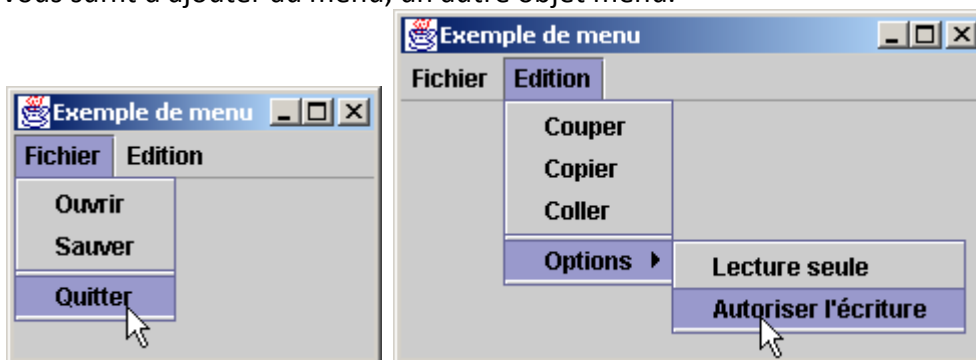 vous suffit d'ajouter au menu, un autre objet menu.
Exemple de menu
Fichier Edition
Ouvrir
Sauver
Quitter
Exemple de menu
Fichier Edition
Couper
Copier
Coller
Options
Lecture seule
Autoriser l'écriture